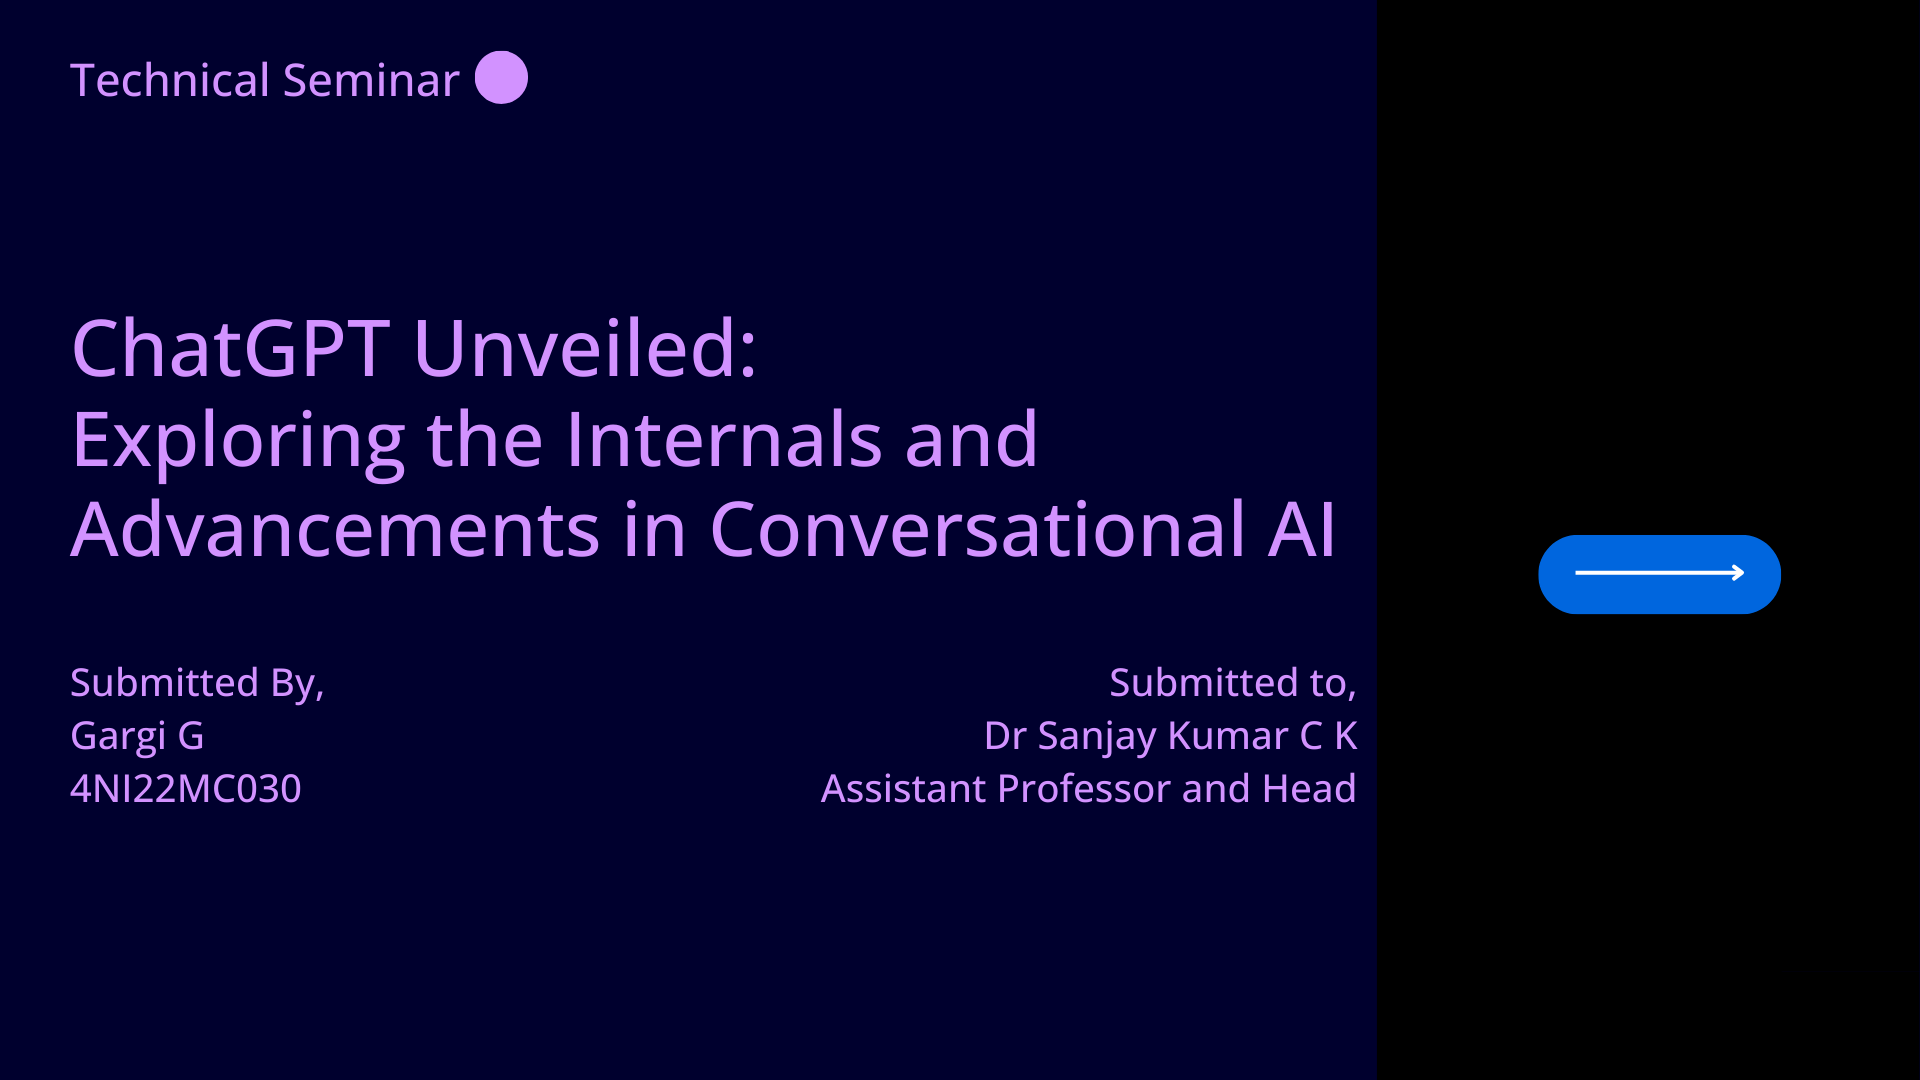 Technical Seminar
ChatGPT Unveiled:
Exploring the Internals and
Advancements in Conversational AI
Submitted By,
Gargi G
4NI22MC030
Submitted to,
Dr Sanjay Kumar C K
Assistant Professor and Head